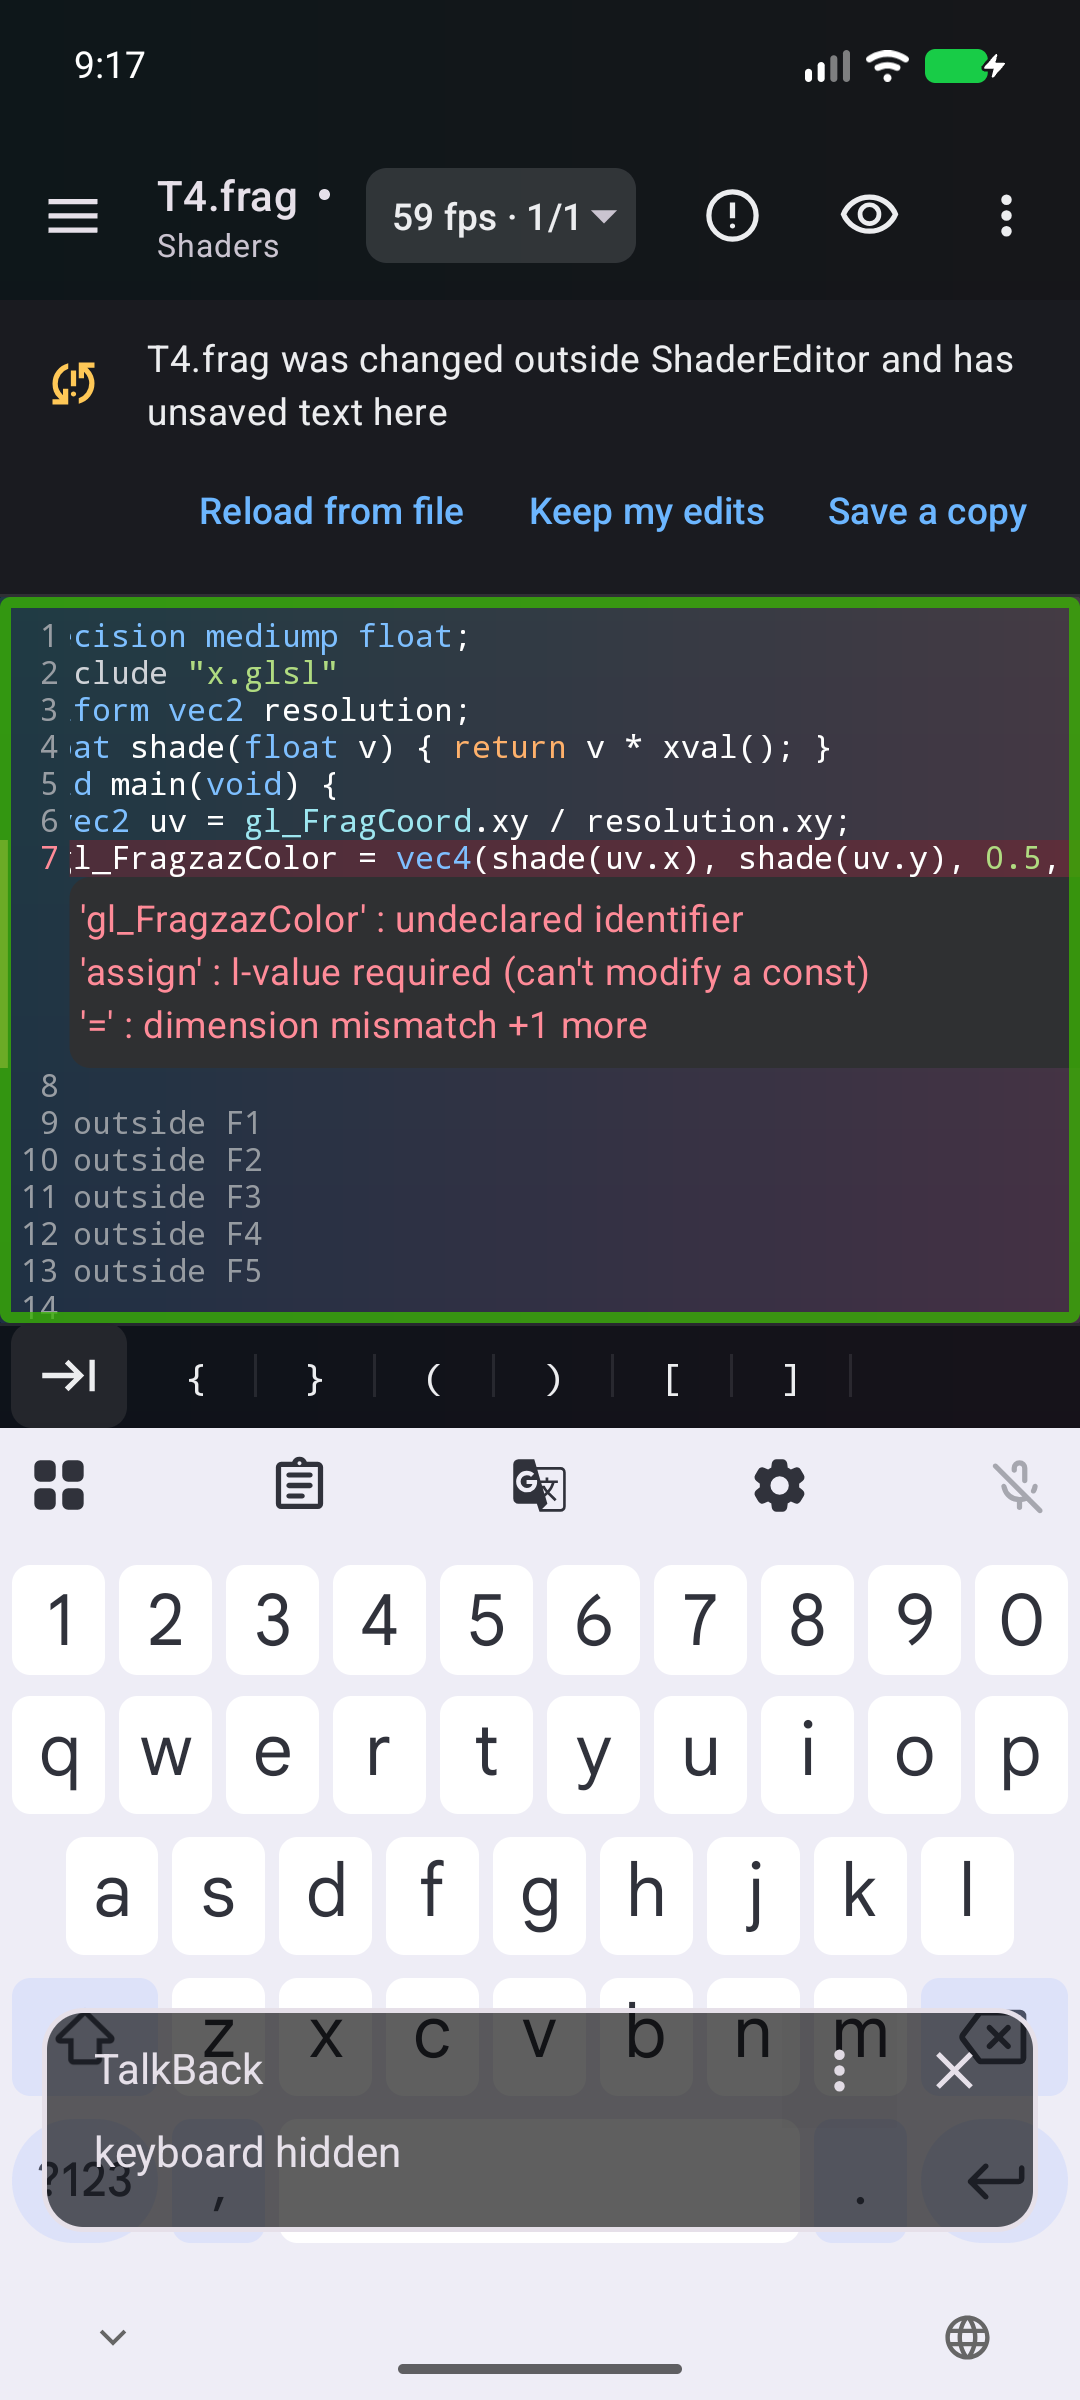 9:17
T4.frag •
Shaders
59 fps · 1/1
T4.frag was changed outside ShaderEditor and has
unsaved text here
Reload from file
Keep my edits
Save a copy
1 cision mediump float;
2 clude "x.glsl"
3 form vec2 resolution;
4 at shade(float v) { return v * xval(); }
5 d main(void) {
6 vec2 uv = gl_FragCoord.xy / resolution.xy;
7 gl_FragzazColor = vec4(shade(uv.x), shade(uv.y), 0.5,
'gl_FragzazColor' : undeclared identifier
'assign' : l-value required (can't modify a const)
'=' : dimension mismatch +1 more
8
9 outside F1
10 outside F2
11 outside F3
12 outside F4
13 outside F5
14
{ } ( ) [ ]
1 2 3 4 5 6 7 8 9 0
q w e r t y u i o p
a s d f g h j k l
z x c v b n m
TalkBack
keyboard hidden
?123 , .